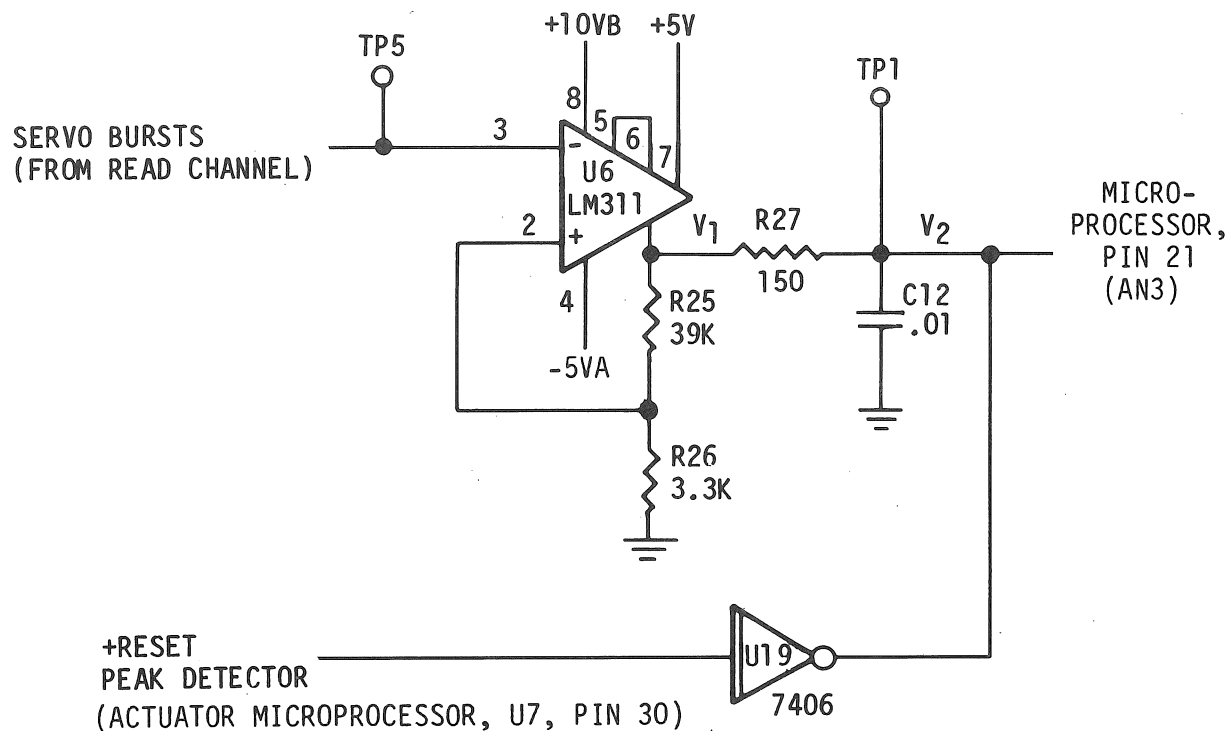 +10VB
+5V
TP5
TP1
8
5
6
7
3
-
U6
LM311
2
+
4
-5VA
SERVO BURSTS
(FROM READ CHANNEL)
V1
R27
150
V2
MICRO-
PROCESSOR,
PIN 21
(AN3)
C12
.01
R25
39K
R26
3.3K
+RESET
PEAK DETECTOR
(ACTUATOR MICROPROCESSOR, U7, PIN 30)
U19
7406